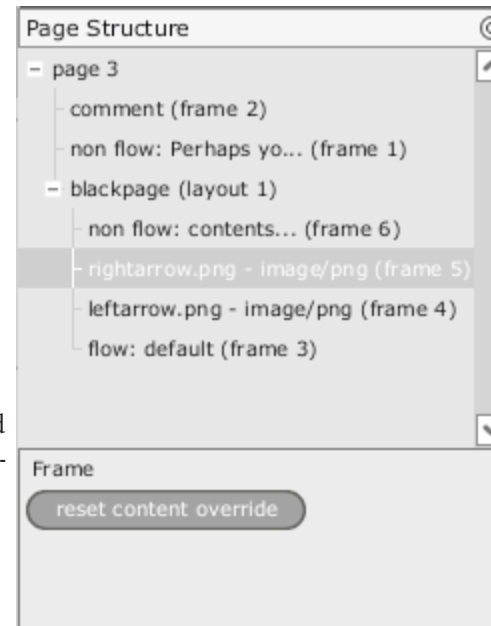 Page Structure
page 3
comment (frame 2)
non flow: Perhaps yo... (frame 1)
blackpage (layout 1)
non flow: contents... (frame 6)
rightarrow.png - image/png (frame 5)
leftarrow.png - image/png (frame 4)
flow: default (frame 3)
Frame
reset content override